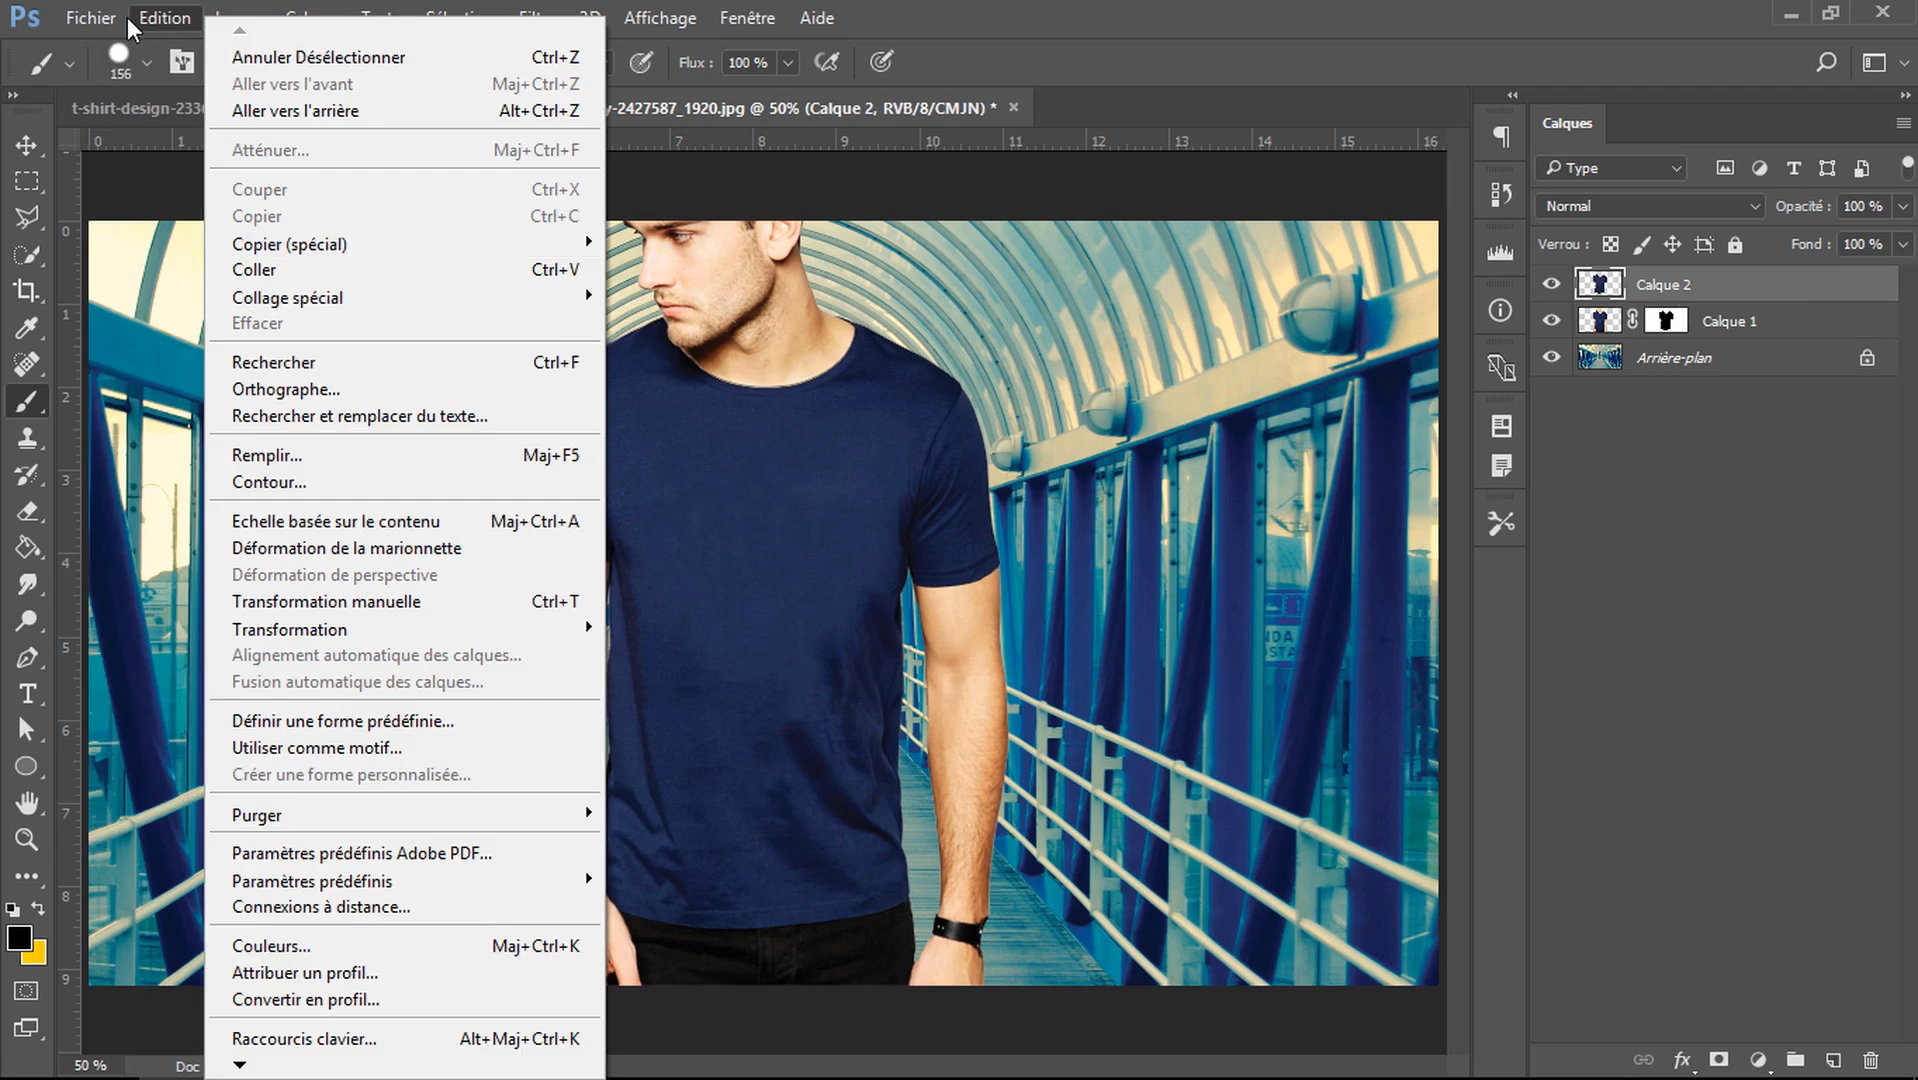 Ps Fichier Edition Affichage Fenêtre Aide
156 Flux : 100 %
t-shirt-design-233 y-2427587_1920.jpg @ 50% (Calque 2, RVB/8/CMJN) *
0 1 7 8 9 10 11 12 13 14 15 16
Annuler Désélectionner Ctrl+Z
Aller vers l'avant Maj+Ctrl+Z
Aller vers l'arrière Alt+Ctrl+Z
Atténuer... Maj+Ctrl+F
Couper Ctrl+X
Copier Ctrl+C
Copier (spécial)
Coller Ctrl+V
Collage spécial
Effacer
Rechercher Ctrl+F
Orthographe...
Rechercher et remplacer du texte...
Remplir... Maj+F5
Contour...
Echelle basée sur le contenu Maj+Ctrl+A
Déformation de la marionnette
Déformation de perspective
Transformation manuelle Ctrl+T
Transformation
Alignement automatique des calques...
Fusion automatique des calques...
Définir une forme prédéfinie...
Utiliser comme motif...
Créer une forme personnalisée...
Purger
Paramètres prédéfinis Adobe PDF...
Paramètres prédéfinis
Connexions à distance...
Couleurs... Maj+Ctrl+K
Attribuer un profil...
Convertir en profil...
Raccourcis clavier... Alt+Maj+Ctrl+K
0
1
2
3
4
5
6
7
8
9
50 % Doc
Calques
Type
Normal Opacité : 100 %
Verrou : Fond : 100 %
Calque 2
Calque 1
Arrière-plan